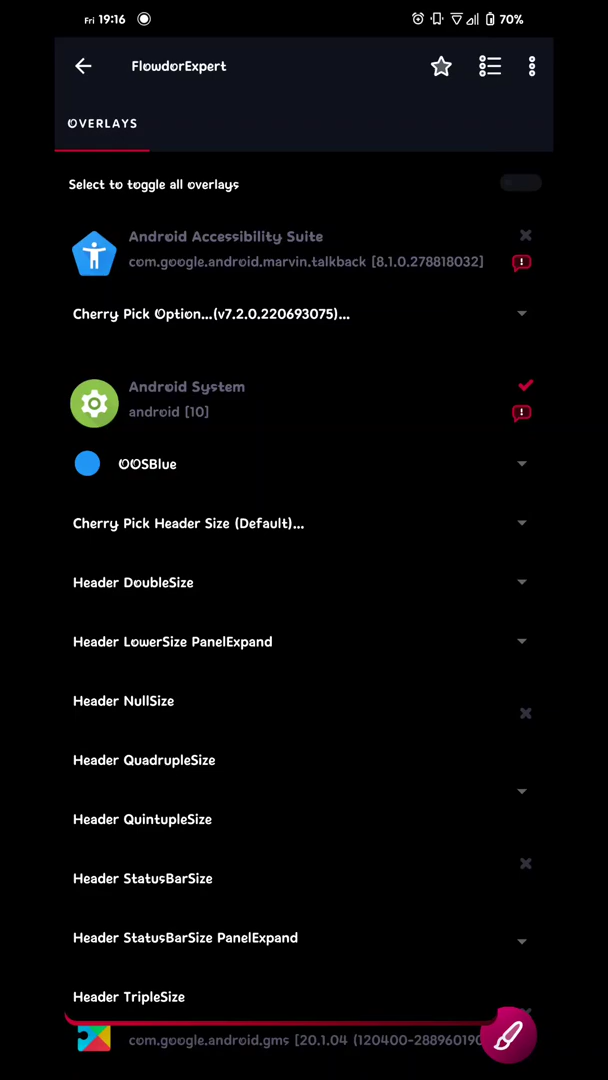 Fri 19:16
70%
FlowdorExpert
OVERLAYS
Select to toggle all overlays
Android Accessibility Suite
com.google.android.marvin.talkback [8.1.0.278818032]
Cherry Pick Option...(v7.2.0.220693075)...
Android System
android [10]
OOSBlue
Cherry Pick Header Size (Default)...
Header DoubleSize
Header LowerSize PanelExpand
Header NullSize
Header QuadrupleSize
Header QuintupleSize
Header StatusBarSize
Header StatusBarSize PanelExpand
Header TripleSize
com.google.android.gms [20.1.04 (120400-288960190